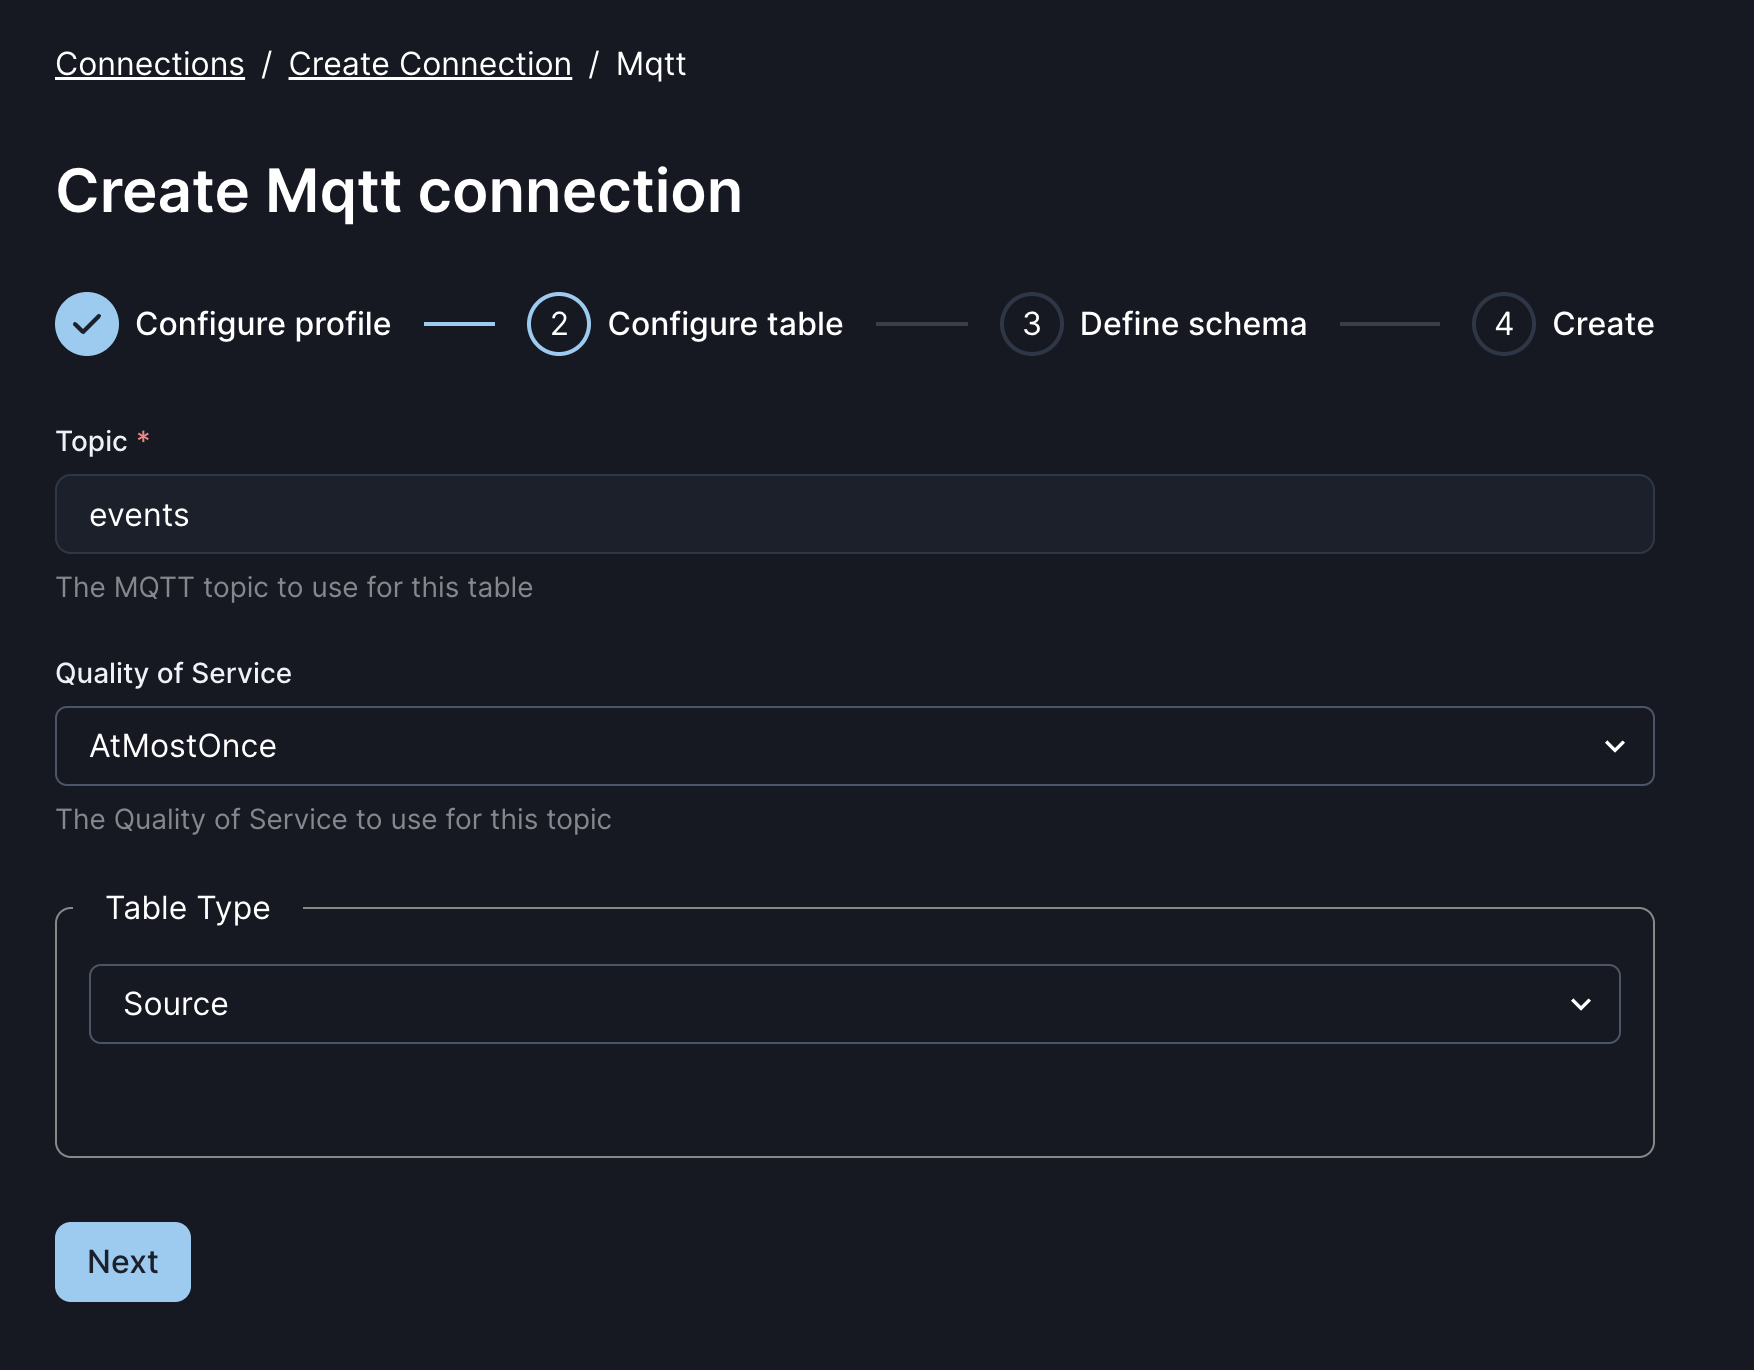 Connections / Create Connection / Mqtt
Create Mqtt connection
Configure profile 2 Configure table 3 Define schema 4 Create
Topic *
events
The MQTT topic to use for this table
Quality of Service
AtMostOnce
The Quality of Service to use for this topic
Table Type
Source
Next